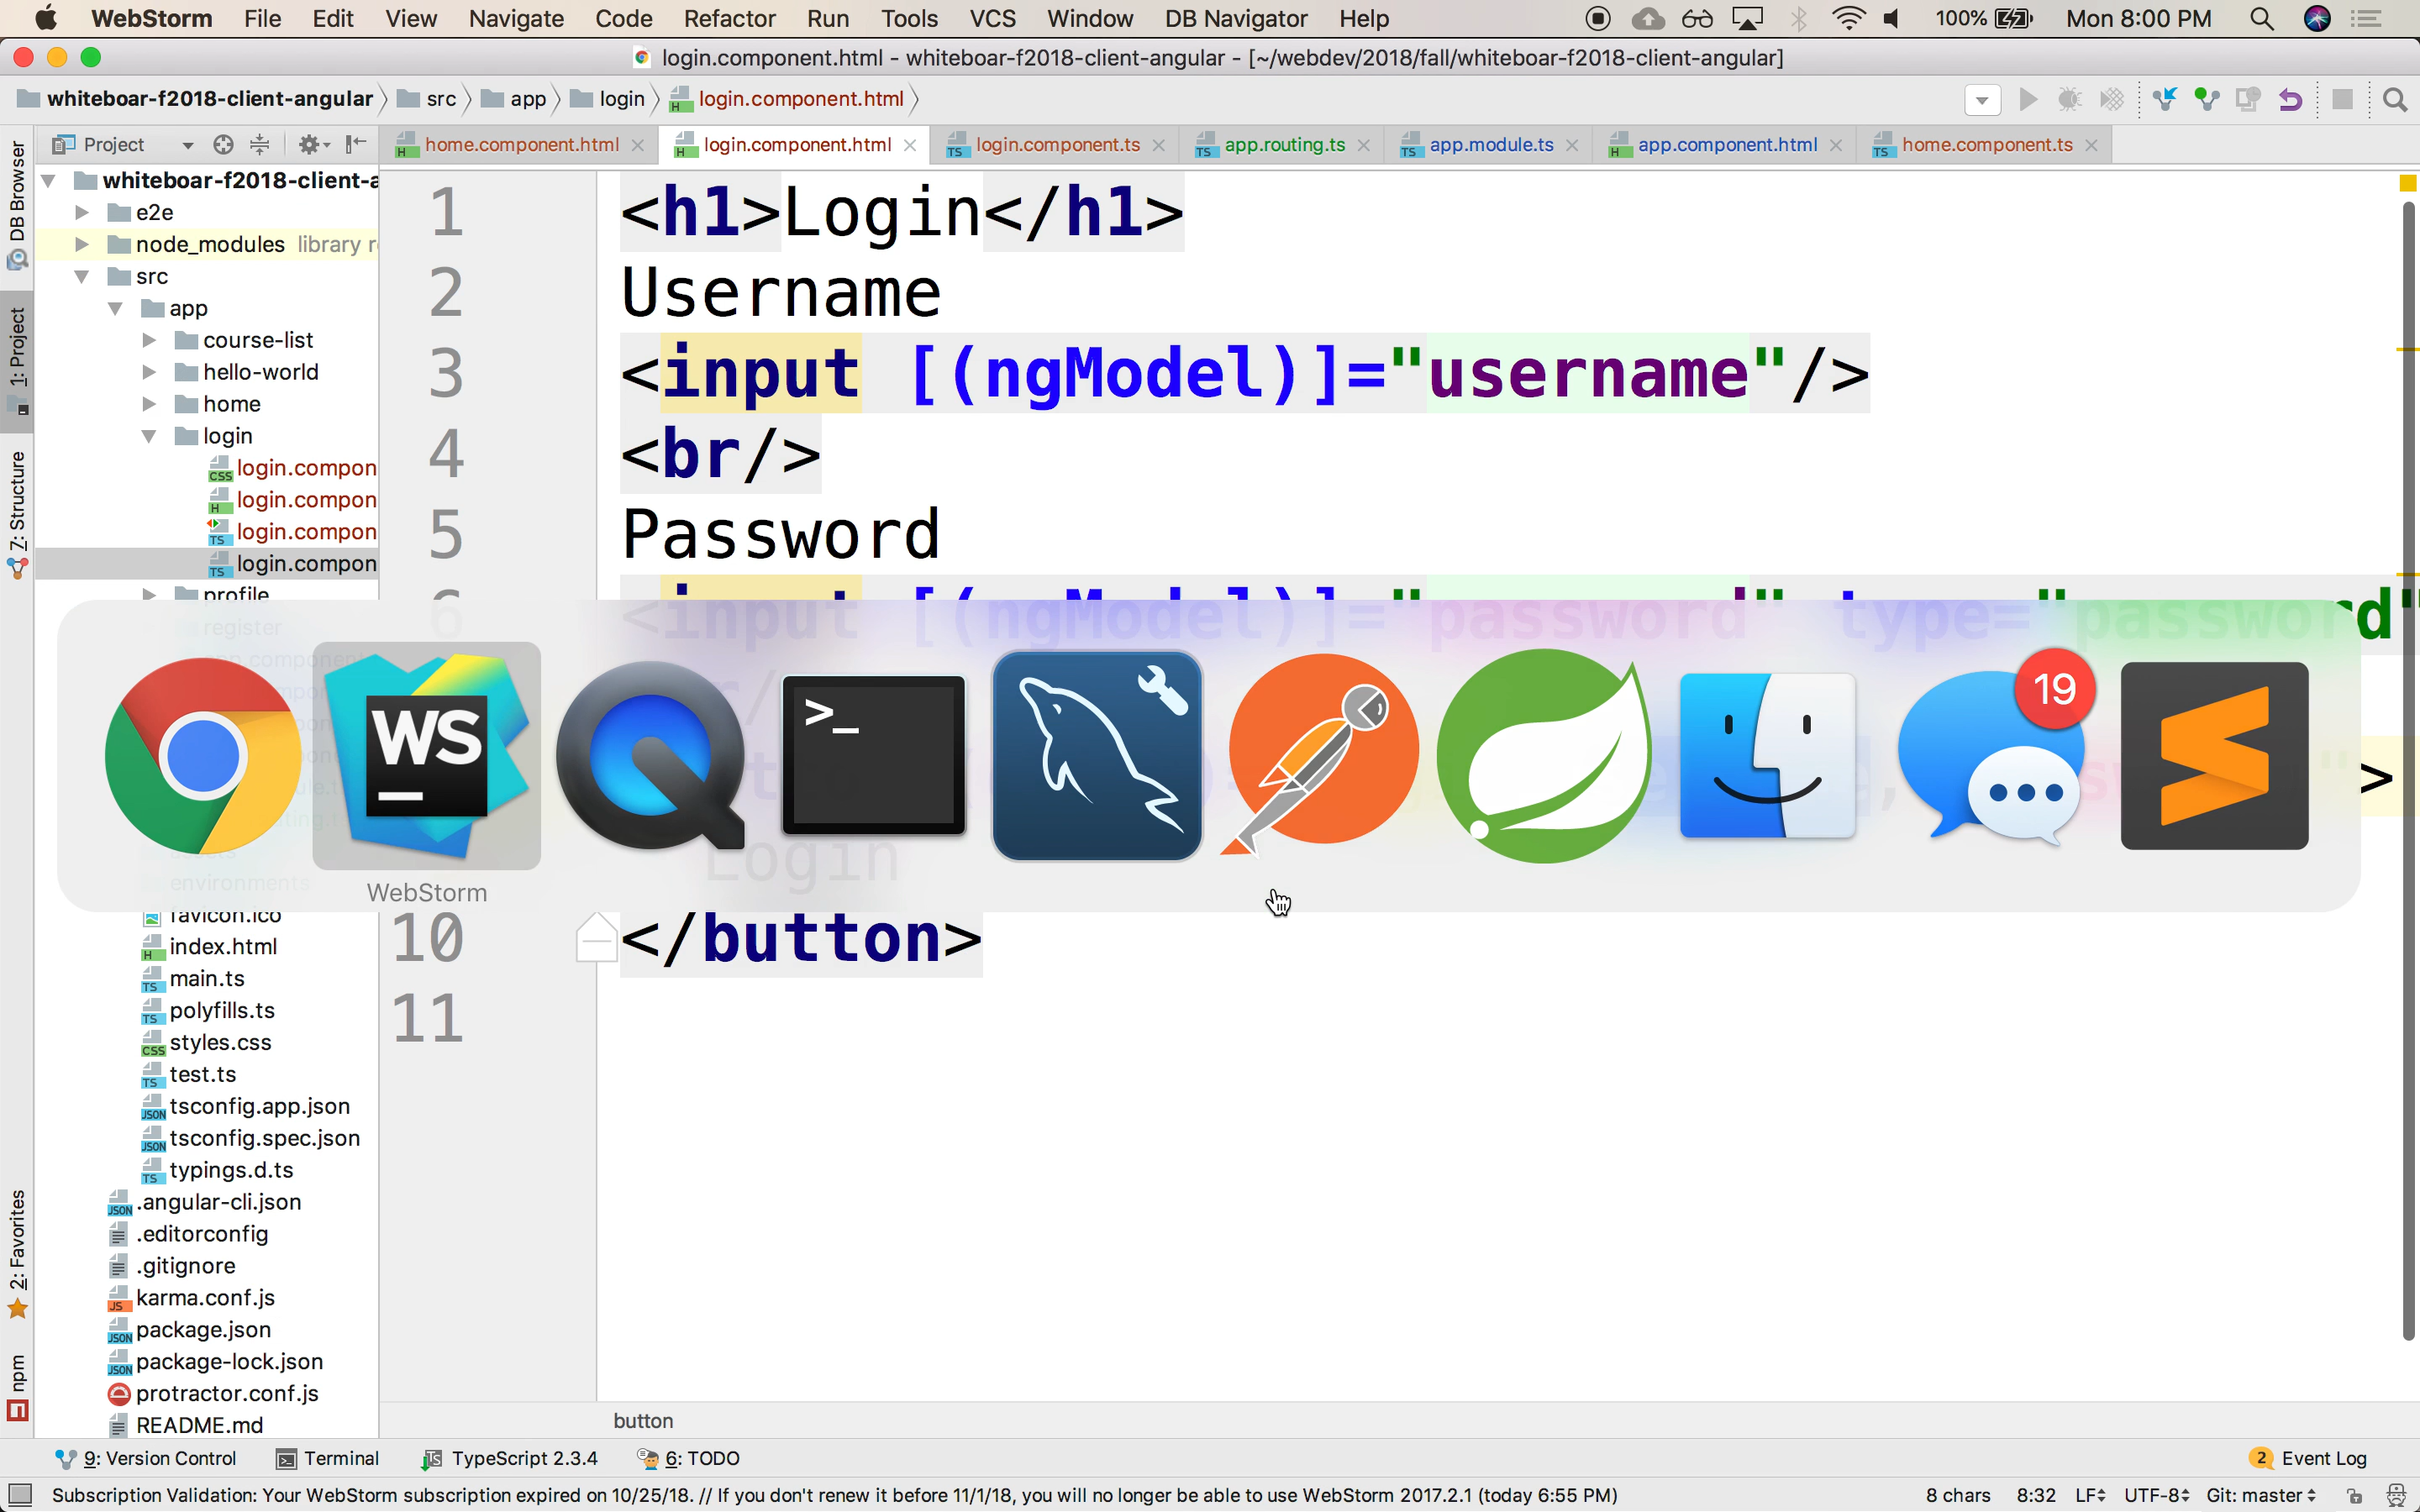 WebStorm File Edit View Navigate Code Refactor Run Tools VCS Window DB Navigator Help 100% Mon 8:00 PM
login.component.html - whiteboar-f2018-client-angular - [~/webdev/2018/fall/whiteboar-f2018-client-angular]
whiteboar-f2018-client-angular src app login login.component.html
Project home.component.html login.component.html login.component.ts app.routing.ts app.module.ts app.component.html home.component.ts
DB Browser
1: Project
7: Structure
2: Favorites
npm
whiteboar-f2018-client-a
e2e
node_modules library r
src
app
course-list
hello-world
home
login
login.compon
login.compon
login.compon
login.compon
profile
register
environments
favicon.ico
index.html
main.ts
polyfills.ts
styles.css
test.ts
tsconfig.app.json
tsconfig.spec.json
typings.d.ts
.angular-cli.json
.editorconfig
.gitignore
karma.conf.js
package.json
package-lock.json
protractor.conf.js
README.md
1 <h1>Login</h1>
2 Username
3 <input [(ngModel)]="username"/>
4 <br/>
5 Password
6 <input [(ngModel)]="password" type="password"
Login
10 </button>
11
WS
>_
19
WebStorm
button
9: Version Control Terminal TypeScript 2.3.4 6: TODO 2 Event Log
Subscription Validation: Your WebStorm subscription expired on 10/25/18. // If you don't renew it before 11/1/18, you will no longer be able to use WebStorm 2017.2.1 (today 6:55 PM) 8 chars 8:32 LF UTF-8 Git: master